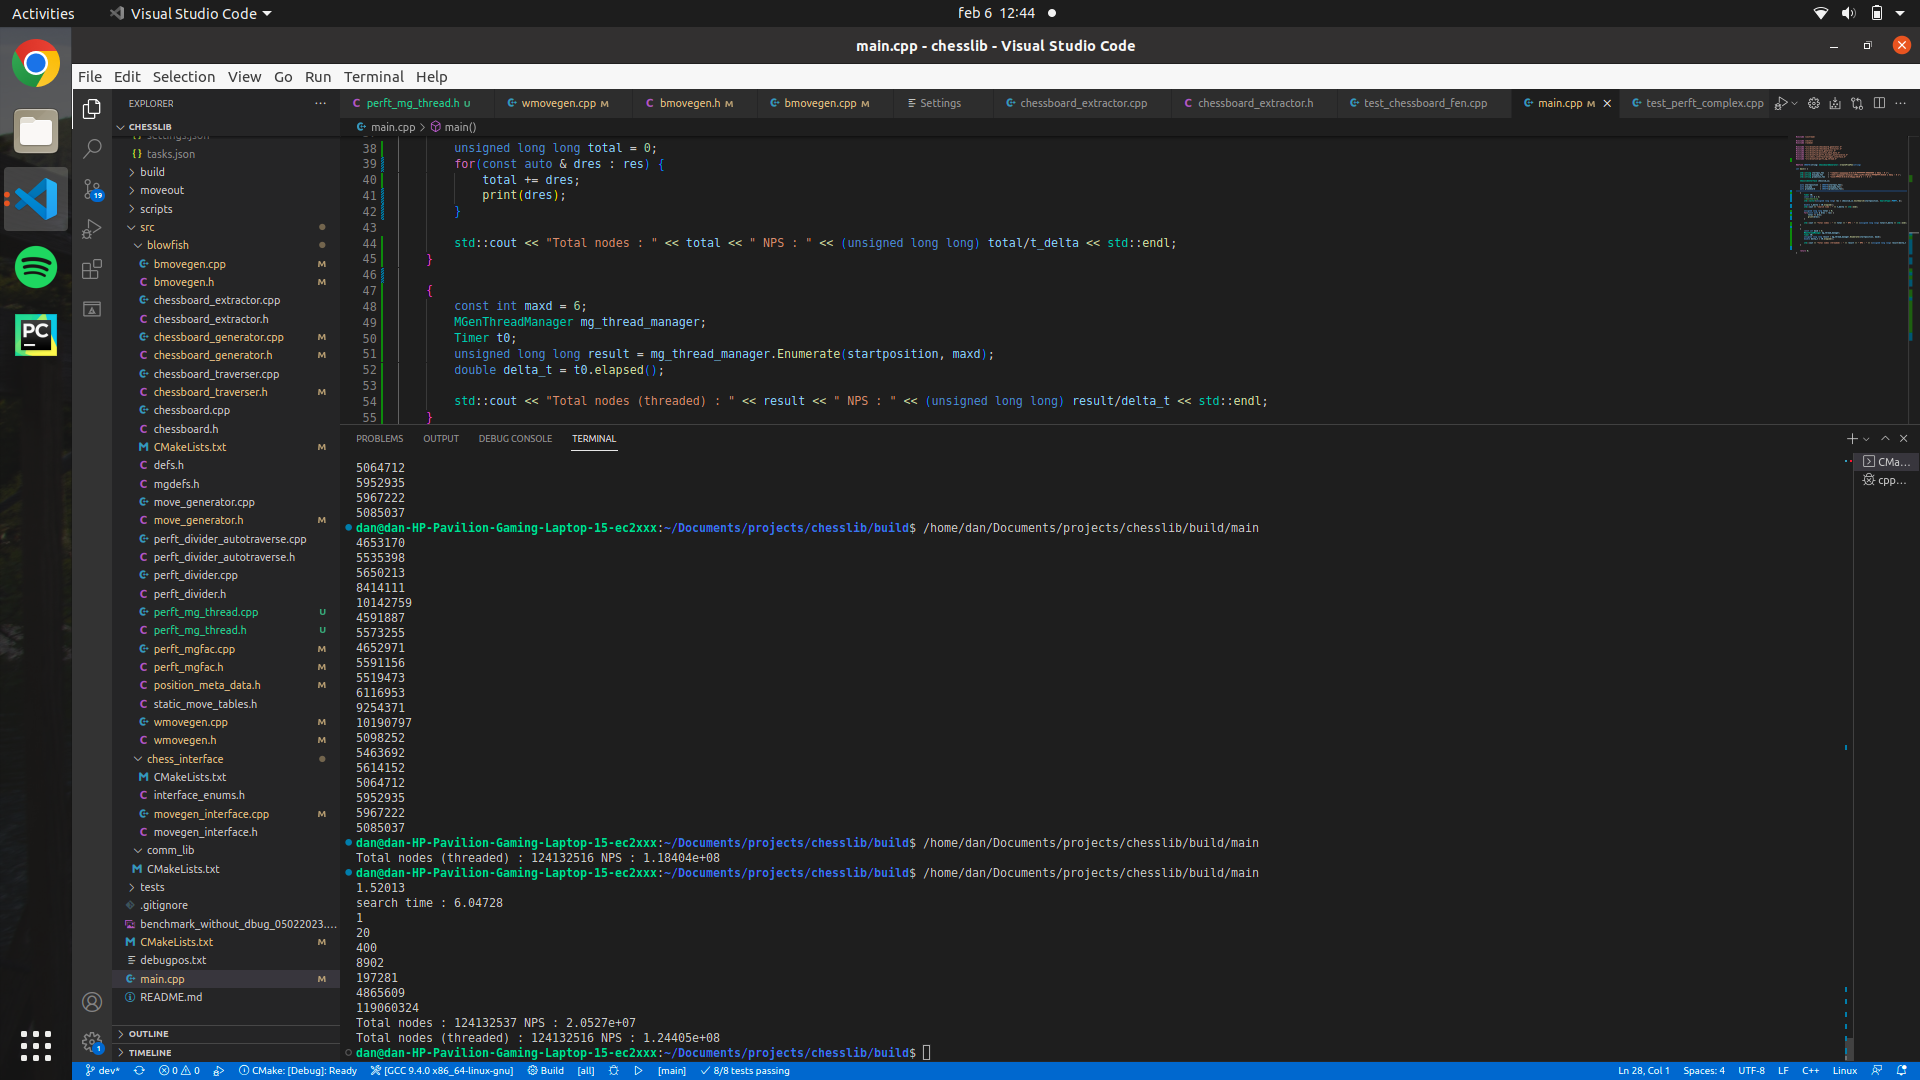 Activities
Visual Studio Code
feb 6 12:44
main.cpp - chesslib - Visual Studio Code
File Edit Selection View Go Run Terminal Help
EXPLORER
CHESSLIB
settings.json
tasks.json
build
moveout
scripts
src
blowfish
bmovegen.cpp M
bmovegen.h M
chessboard_extractor.cpp
chessboard_extractor.h
chessboard_generator.cpp M
chessboard_generator.h M
chessboard_traverser.cpp
chessboard_traverser.h M
chessboard.cpp
chessboard.h
CMakeLists.txt M
defs.h
mgdefs.h
move_generator.cpp
move_generator.h M
perft_divider_autotraverse.cpp
perft_divider_autotraverse.h
perft_divider.cpp
perft_divider.h
perft_mg_thread.cpp U
perft_mg_thread.h U
perft_mgfac.cpp M
perft_mgfac.h M
position_meta_data.h M
static_move_tables.h
wmovegen.cpp M
wmovegen.h M
chess_interface
CMakeLists.txt
interface_enums.h
movegen_interface.cpp M
movegen_interface.h
comm_lib
CMakeLists.txt
tests
.gitignore
benchmark_without_dbug_05022023....
CMakeLists.txt M
debugpos.txt
main.cpp M
README.md
OUTLINE
TIMELINE
19
1
PC
perft_mg_thread.h U wmovegen.cpp M bmovegen.h M bmovegen.cpp M Settings chessboard_extractor.cpp chessboard_extractor.h test_chessboard_fen.cpp main.cpp M test_perft_complex.cpp
main.cpp > main()
38 unsigned long long total = 0;
39 for(const auto & dres : res) {
40 total += dres;
41 print(dres);
42 }
43
44 std::cout << "Total nodes : " << total << " NPS : " << (unsigned long long) total/t_delta << std::endl;
45 }
46
47 {
48 const int maxd = 6;
49 MGenThreadManager mg_thread_manager;
50 Timer t0;
51 unsigned long long result = mg_thread_manager.Enumerate(startposition, maxd);
52 double delta_t = t0.elapsed();
53
54 std::cout << "Total nodes (threaded) : " << result << " NPS : " << (unsigned long long) result/delta_t << std::endl;
55 }
PROBLEMS OUTPUT DEBUG CONSOLE TERMINAL
CMa...
cpp...
5064712
5952935
5967222
5085037
dan@dan-HP-Pavilion-Gaming-Laptop-15-ec2xxx:~/Documents/projects/chesslib/build$ /home/dan/Documents/projects/chesslib/build/main
4653170
5535398
5650213
8414111
10142759
4591887
5573255
4652971
5591156
5519473
6116953
9254371
10190797
5098252
5463692
5614152
5064712
5952935
5967222
5085037
dan@dan-HP-Pavilion-Gaming-Laptop-15-ec2xxx:~/Documents/projects/chesslib/build$ /home/dan/Documents/projects/chesslib/build/main
Total nodes (threaded) : 124132516 NPS : 1.18404e+08
dan@dan-HP-Pavilion-Gaming-Laptop-15-ec2xxx:~/Documents/projects/chesslib/build$ /home/dan/Documents/projects/chesslib/build/main
1.52013
search time : 6.04728
1
20
400
8902
197281
4865609
119060324
Total nodes : 124132537 NPS : 2.0527e+07
Total nodes (threaded) : 124132516 NPS : 1.24405e+08
dan@dan-HP-Pavilion-Gaming-Laptop-15-ec2xxx:~/Documents/projects/chesslib/build$
dev* 0 0 CMake: [Debug]: Ready [GCC 9.4.0 x86_64-linux-gnu] Build [all] [main] 8/8 tests passing Ln 28, Col 1 Spaces: 4 UTF-8 LF C++ Linux